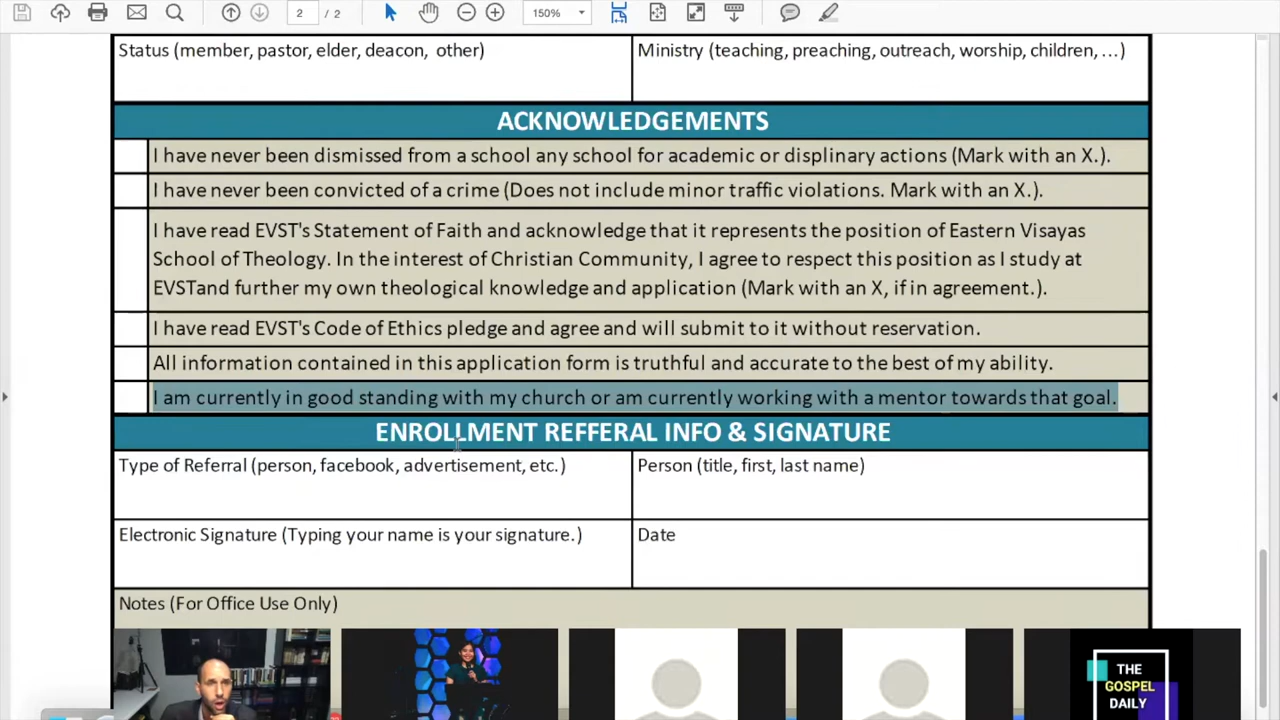 2 / 2
150%
Status (member, pastor, elder, deacon, other)
Ministry (teaching, preaching, outreach, worship, children, ...)
ACKNOWLEDGEMENTS
I have never been dismissed from a school any school for academic or displinary actions (Mark with an X.).
I have never been convicted of a crime (Does not include minor traffic violations. Mark with an X.).
I have read EVST's Statement of Faith and acknowledge that it represents the position of Eastern Visayas
School of Theology. In the interest of Christian Community, I agree to respect this position as I study at
EVSTand further my own theological knowledge and application (Mark with an X, if in agreement.).
I have read EVST's Code of Ethics pledge and agree and will submit to it without reservation.
All information contained in this application form is truthful and accurate to the best of my ability.
I am currently in good standing with my church or am currently working with a mentor towards that goal.
ENROLLMENT REFFERAL INFO & SIGNATURE
Type of Referral (person, facebook, advertisement, etc.)
Person (title, first, last name)
Electronic Signature (Typing your name is your signature.)
Date
Notes (For Office Use Only)
THE
GOSPEL
DAILY